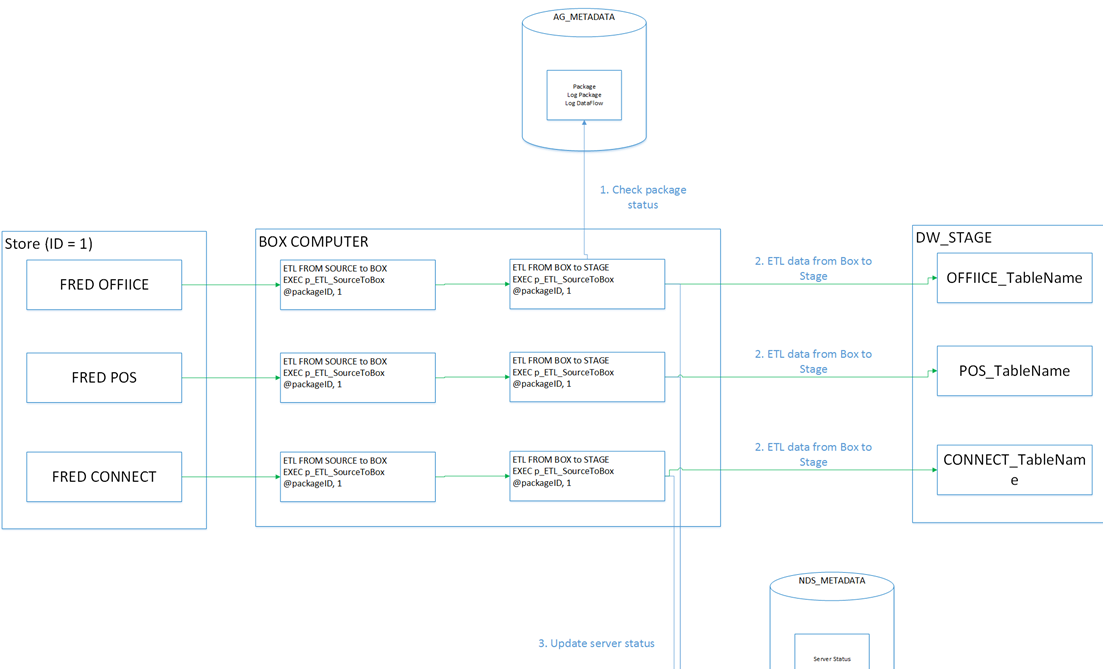 AG_METADATA
Package
Log Package
Log DataFlow
1. Check package
status
Store (ID = 1)
FRED OFFIICE
FRED POS
FRED CONNECT
BOX COMPUTER
ETL FROM SOURCE to BOX
EXEC p_ETL_SourceToBox
@packageID, 1
ETL FROM BOX to STAGE
EXEC p_ETL_SourceToBox
@packageID, 1
ETL FROM SOURCE to BOX
EXEC p_ETL_SourceToBox
@packageID, 1
ETL FROM BOX to STAGE
EXEC p_ETL_SourceToBox
@packageID, 1
ETL FROM SOURCE to BOX
EXEC p_ETL_SourceToBox
@packageID, 1
ETL FROM BOX to STAGE
EXEC p_ETL_SourceToBox
@packageID, 1
2. ETL data from Box to
Stage
2. ETL data from Box to
Stage
2. ETL data from Box to
Stage
DW_STAGE
OFFIICE_TableName
POS_TableName
CONNECT_TableNam
e
3. Update server status
NDS_METADATA
Server Status